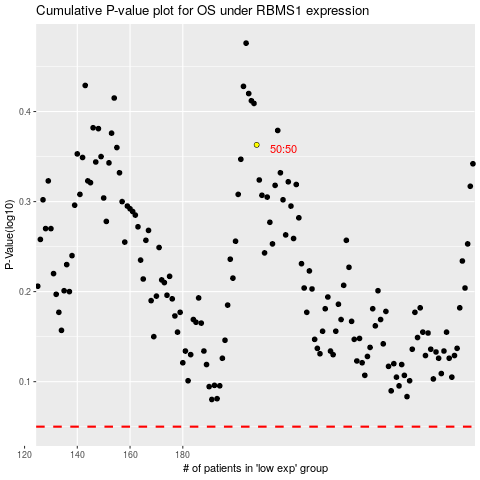 Cumulative P-value plot for OS under RBMS1 expression
P-Value(log10)
0.4
0.3
0.2
0.1
50:50
120 140 160 180
# of patients in 'low exp' group